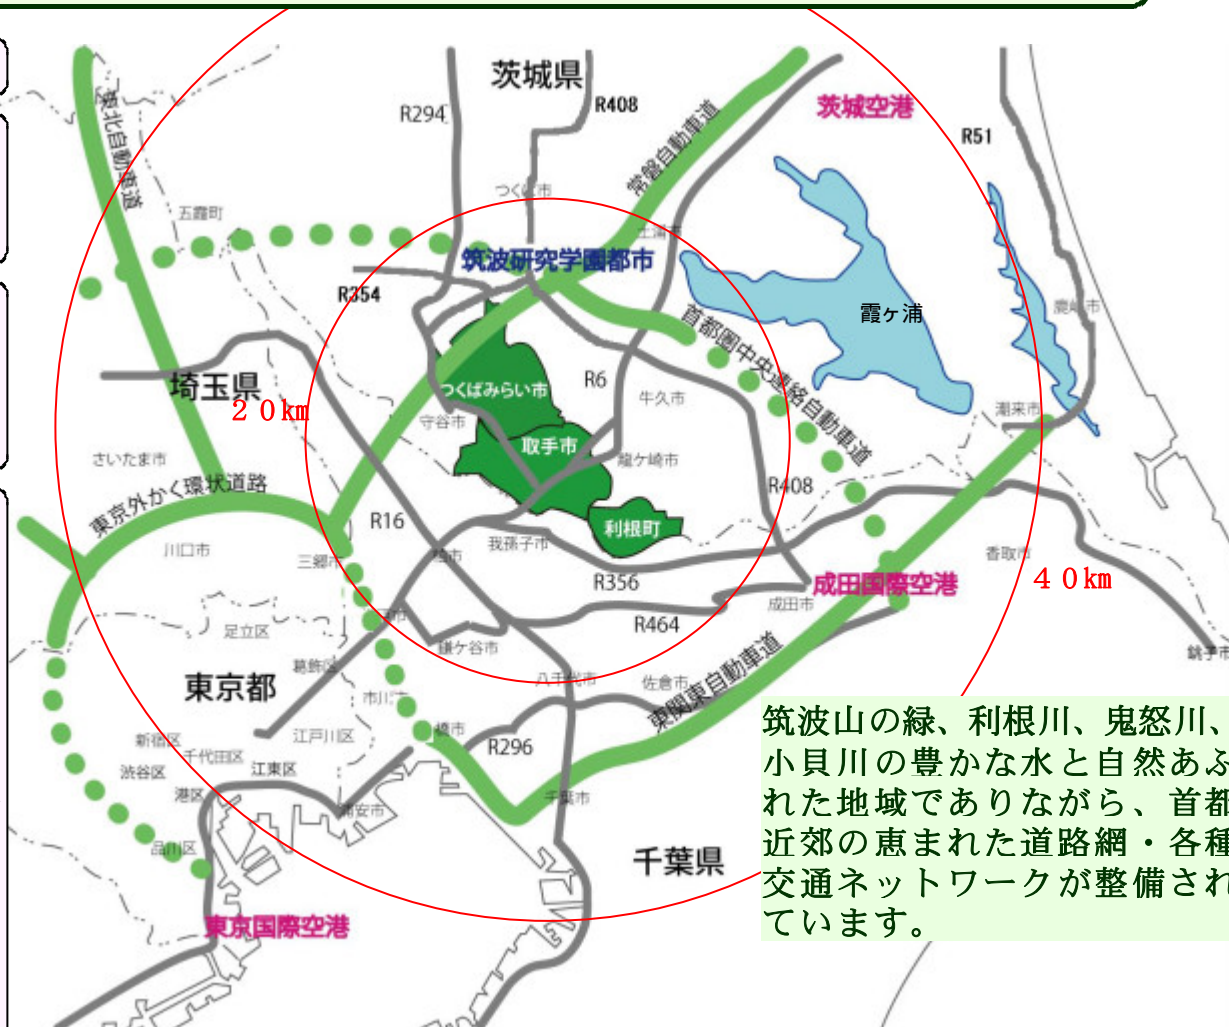 茨城県
R408
R294
茨城空港
R51
東北自動車道
常磐自動車道
つくば市
五霞町
土浦市
筑波研究学園都市
R354
霞ヶ浦
鹿嶋市
首都圏中央連絡自動車道
埼玉県
２０㎞
つくばみらい市
R6
牛久市
守谷市
潮来市
取手市
さいたま市
龍ケ崎市
東京外かく環状道路
R408
R16
利根町
川口市
我孫子市
三郷市
柏市
香取市
R356
成田国際空港
４０㎞
成田市
足立区
R464
鎌ケ谷市
銚子市
葛飾区
東京都
八千代市
佐倉市
市川市
東関東自動車道
新宿区
江戸川区
千代田区
R296
渋谷区
江東区
港区
浦安市
千葉市
品川区
千葉県
東京国際空港
筑波山の緑、利根川、鬼怒川、
小貝川の豊かな水と自然あふ
れた地域でありながら、首都
近郊の恵まれた道路網・各種
交通ネットワークが整備され
ています。